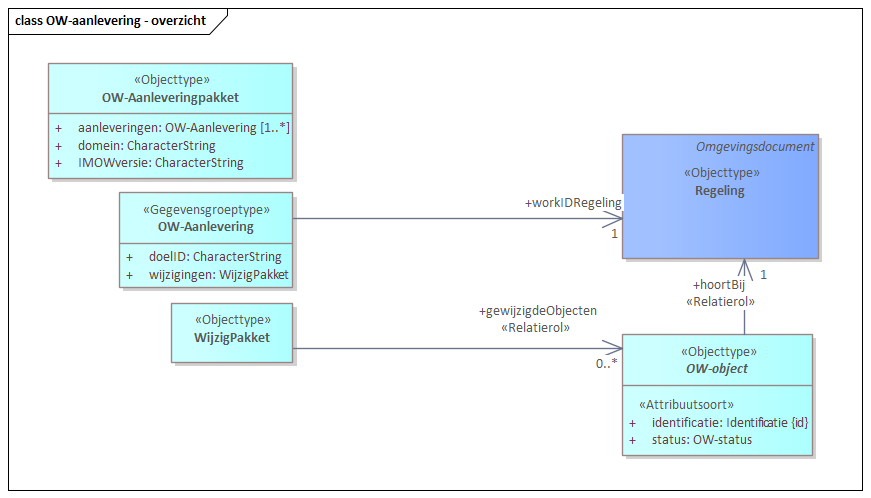 class OW-aanlevering - overzicht
«Objecttype»
OW-Aanleveringpakket
+ aanleveringen: OW-Aanlevering [1..*]
+ domein: CharacterString
+ IMOWversie: CharacterString
«Gegevensgroeptype»
OW-Aanlevering
+ doelID: CharacterString
+ wijzigingen: WijzigPakket
«Objecttype»
WijzigPakket
+workIDRegeling
1
Omgevingsdocument
«Objecttype»
Regeling
1
+hoortBij
«Relatierol»
+gewijzigdeObjecten
«Relatierol»
0..*
«Objecttype»
OW-object
«Attribuutsoort»
+ identificatie: Identificatie {id}
+ status: OW-status